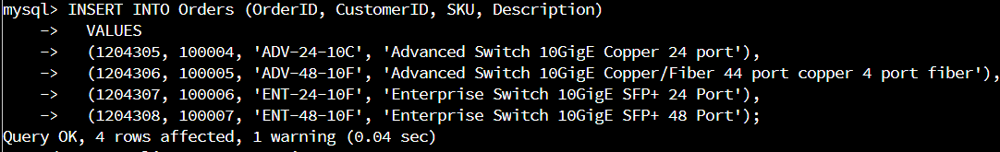 mysql> INSERT INTO Orders (OrderID, CustomerID, SKU, Description)
    -> VALUES
    -> (1204305, 100004, 'ADV-24-10C', 'Advanced Switch 10GigE Copper 24 port'),
    -> (1204306, 100005, 'ADV-48-10F', 'Advanced Switch 10GigE Copper/Fiber 44 port copper 4 port fiber'),
    -> (1204307, 100006, 'ENT-24-10F', 'Enterprise Switch 10GigE SFP+ 24 Port'),
    -> (1204308, 100007, 'ENT-48-10F', 'Enterprise Switch 10GigE SFP+ 48 Port');
Query OK, 4 rows affected, 1 warning (0.04 sec)